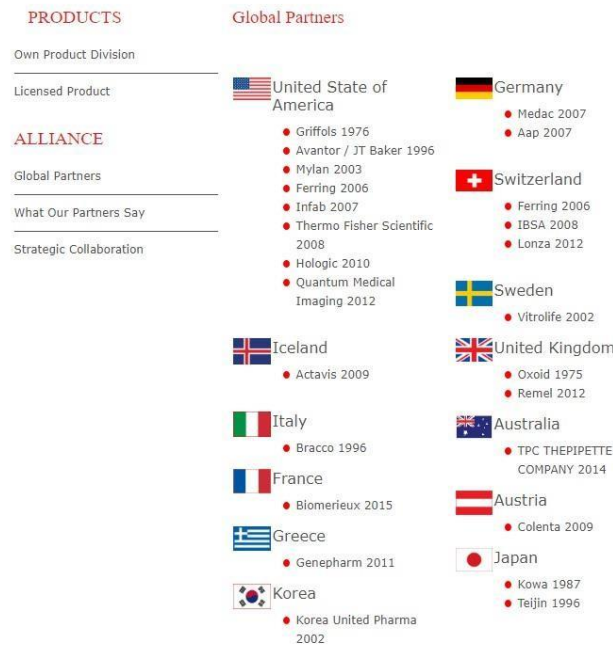 PRODUCTS
Own Product Division
Licensed Product
ALLIANCE
Global Partners
What Our Partners Say
Strategic Collaboration
Global Partners
United State of
America
Griffols 1976
Avantor / JT Baker 1996
Mylan 2003
Ferring 2006
Infab 2007
Thermo Fisher Scientific
2008
Hologic 2010
Quantum Medical
Imaging 2012
Iceland
Actavis 2009
Italy
Bracco 1996
France
Biomerieux 2015
Greece
Genepharm 2011
Korea
Korea United Pharma
2002
Germany
Medac 2007
Aap 2007
Switzerland
Ferring 2006
IBSA 2008
Lonza 2012
Sweden
Vitrolife 2002
United Kingdom
Oxoid 1975
Remel 2012
Australia
TPC THEPIPETTE
COMPANY 2014
Austria
Colenta 2009
Japan
Kowa 1987
Teijin 1996